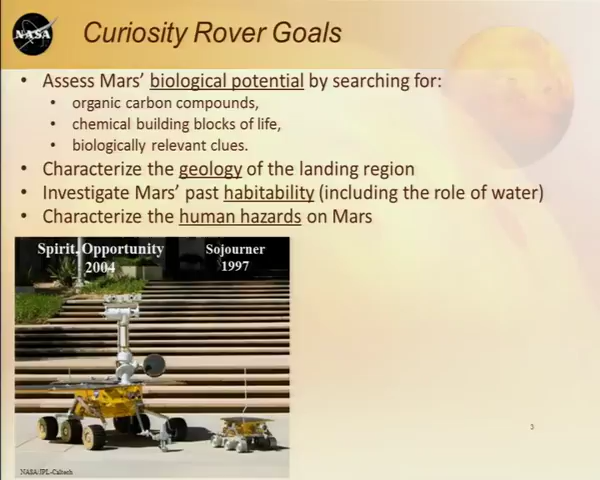 NASA
Curiosity Rover Goals
• Assess Mars’ biological potential by searching for:
• organic carbon compounds,
• chemical building blocks of life,
• biologically relevant clues.
• Characterize the geology of the landing region
• Investigate Mars’ past habitability (including the role of water)
• Characterize the human hazards on Mars
Spirit, Opportunity
2004
Sojourner
1997
3
NASA/JPL-Caltech